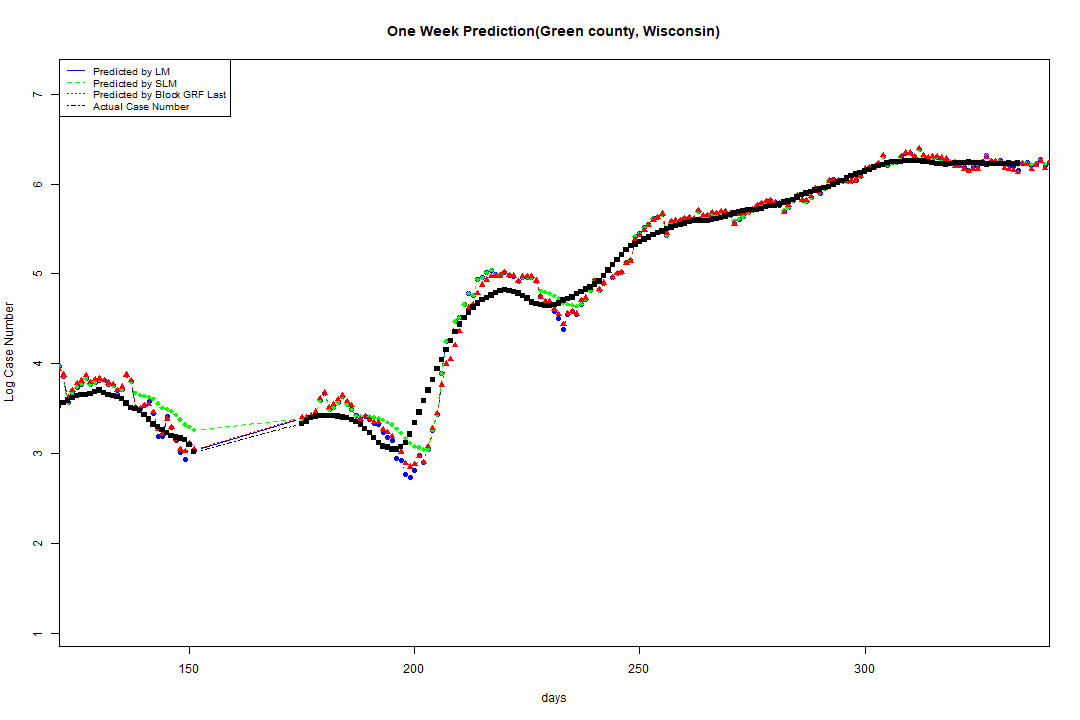 One Week Prediction(Green county, Wisconsin)
Predicted by LM
Predicted by SLM
Predicted by Block GRF Last
Actual Case Number
7
6
5
4
3
2
1
Log Case Number
150 200 250 300
days